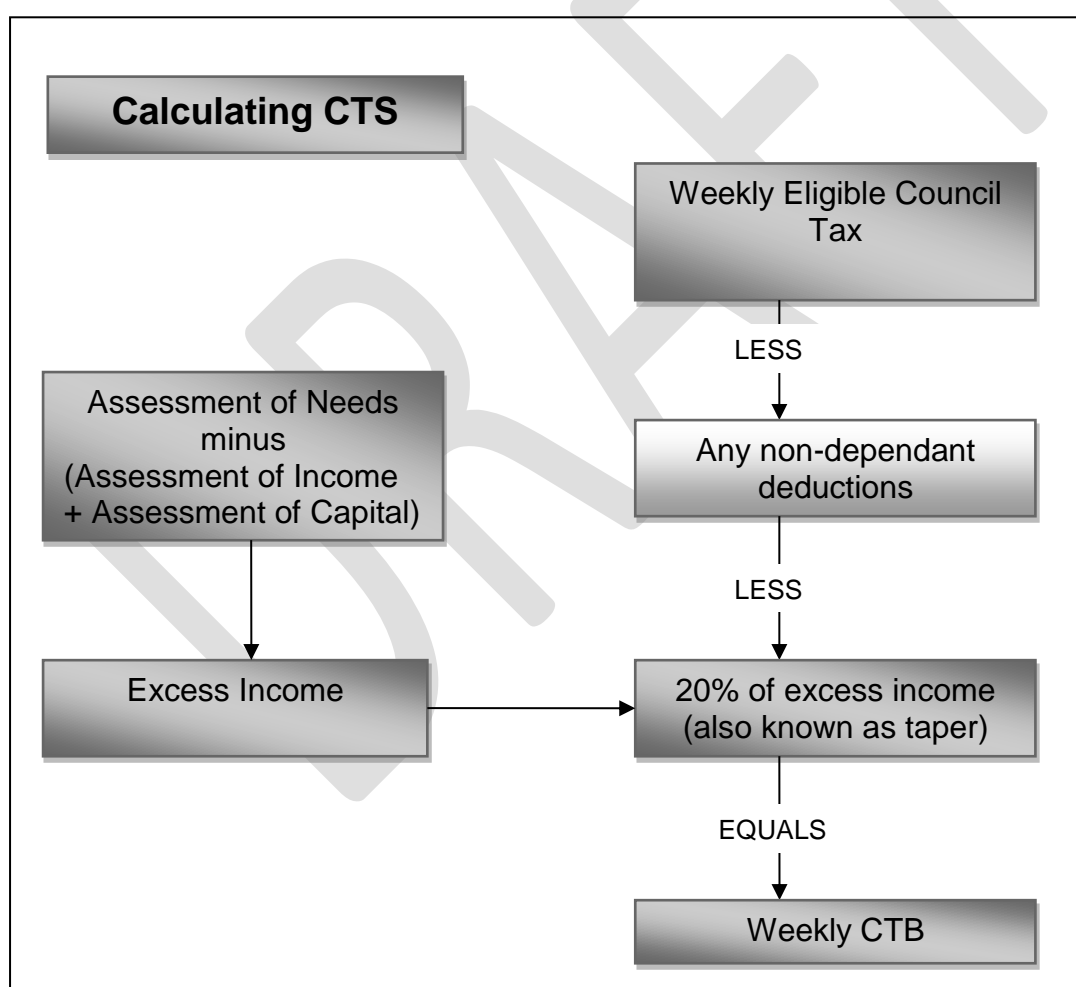 Calculating CTS
Weekly Eligible Council
Tax
LESS
Assessment of Needs
minus
(Assessment of Income
+ Assessment of Capital)
Any non-dependant
deductions
LESS
Excess Income
20% of excess income
(also known as taper)
EQUALS
Weekly CTB
DRAFT